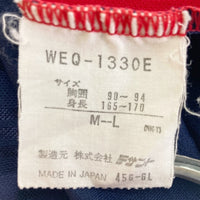 WEQ-1330E
サイズ
胸囲 90~94
身長 165~170
M--L
製造元 株式会社 デサント
MADE IN JAPAN 456-GL